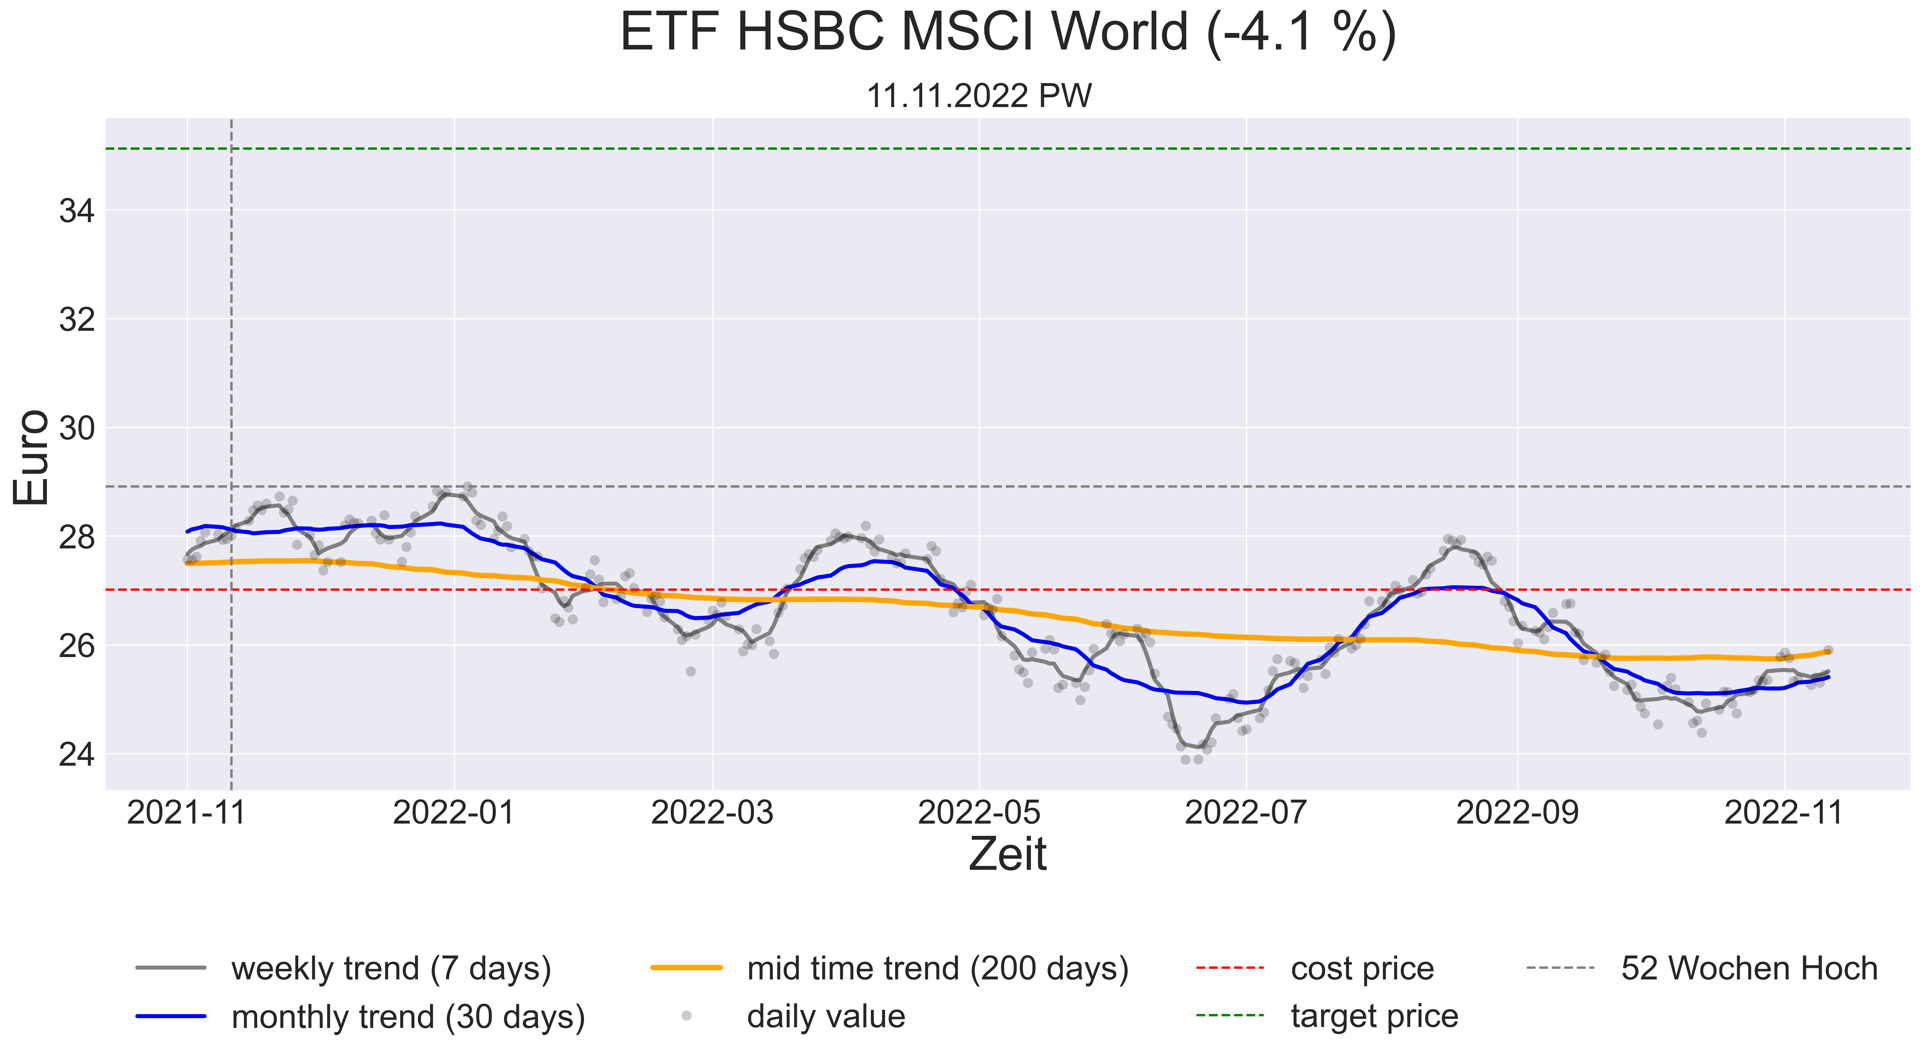 ETF HSBC MSCI World (-4.1 %)
11.11.2022 PW
Euro
34
32
30
28
26
24
2021-11 2022-01 2022-03 2022-05 2022-07 2022-09 2022-11
Zeit
weekly trend (7 days) mid time trend (200 days) cost price 52 Wochen Hoch
monthly trend (30 days) daily value target price